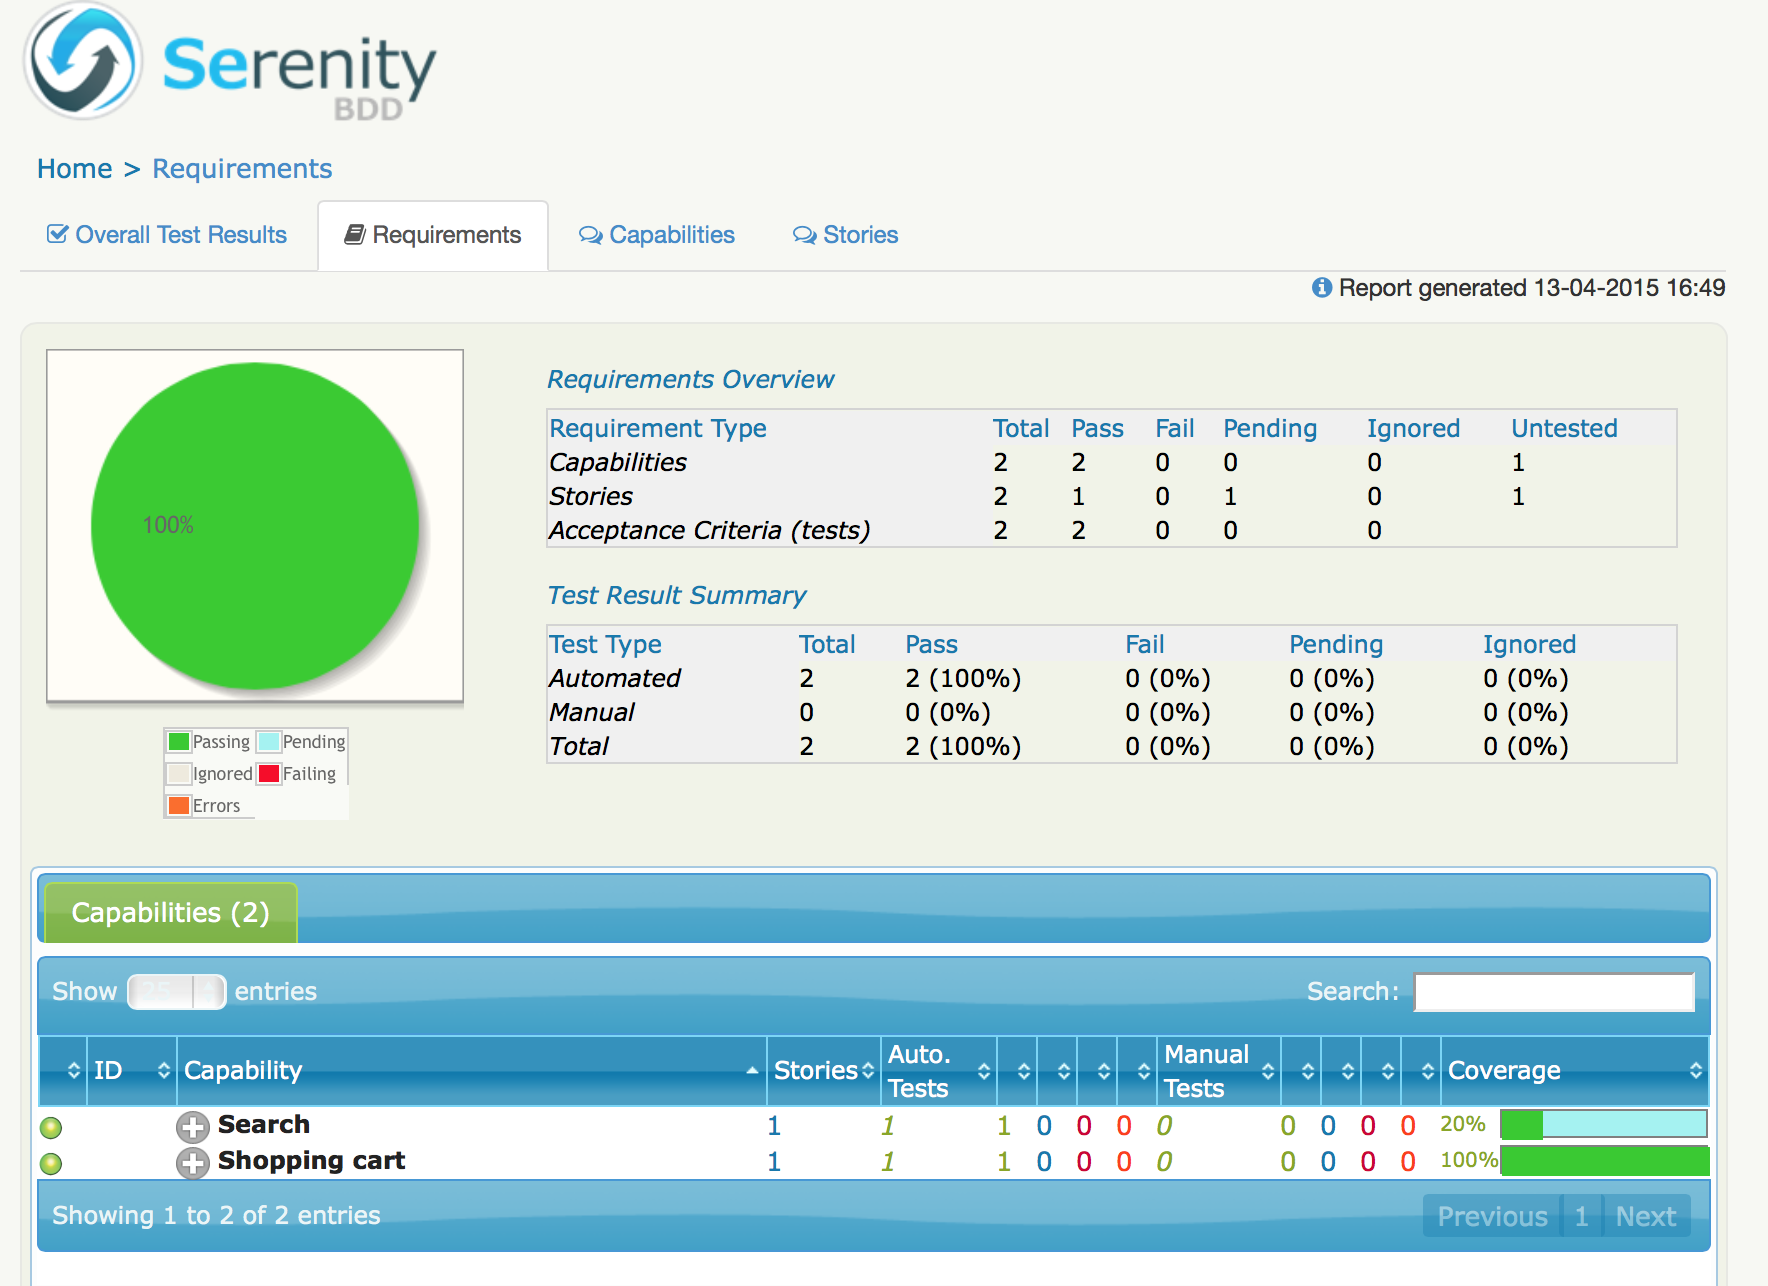 Serenity
BDD
Home > Requirements
Overall Test Results Requirements Capabilities Stories
Report generated 13-04-2015 16:49
100%
Passing Pending
Ignored Failing
Errors
Requirements Overview
Requirement Type Total Pass Fail Pending Ignored Untested
Capabilities 2 2 0 0 0 1
Stories 2 1 0 1 0 1
Acceptance Criteria (tests) 2 2 0 0 0
Test Result Summary
Test Type Total Pass Fail Pending Ignored
Automated 2 2 (100%) 0 (0%) 0 (0%) 0 (0%)
Manual 0 0 (0%) 0 (0%) 0 (0%) 0 (0%)
Total 2 2 (100%) 0 (0%) 0 (0%) 0 (0%)
Capabilities (2)
Show 25 entries Search:
ID Capability Stories Auto. Tests Manual Tests Coverage
Search 1 1 1 0 0 0 0 0 0 0 0 20%
Shopping cart 1 1 1 0 0 0 0 0 0 0 0 100%
Showing 1 to 2 of 2 entries Previous 1 Next